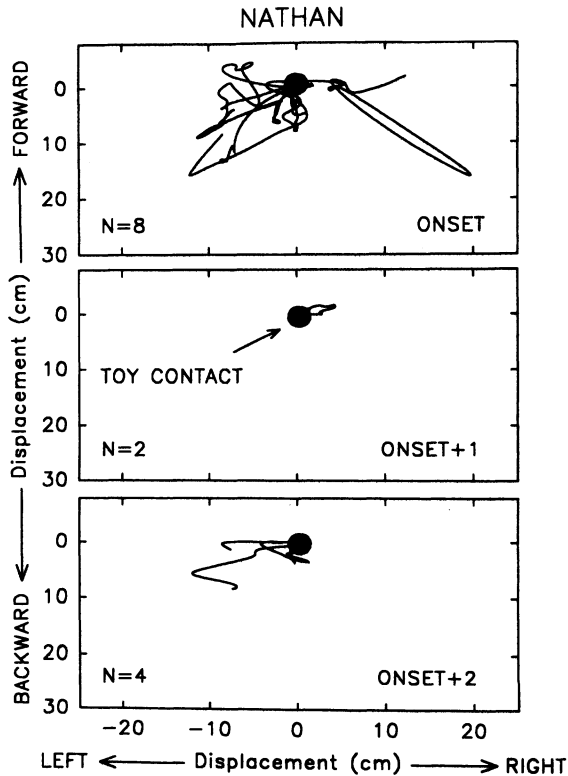 NATHAN
BACKWARD ← Displacement (cm) → FORWARD
0
10
20
30
N=8
ONSET
0
10
20
30
TOY CONTACT
N=2
ONSET+1
0
10
20
30
N=4
ONSET+2
−20 −10 0 10 20
LEFT ← Displacement (cm) → RIGHT